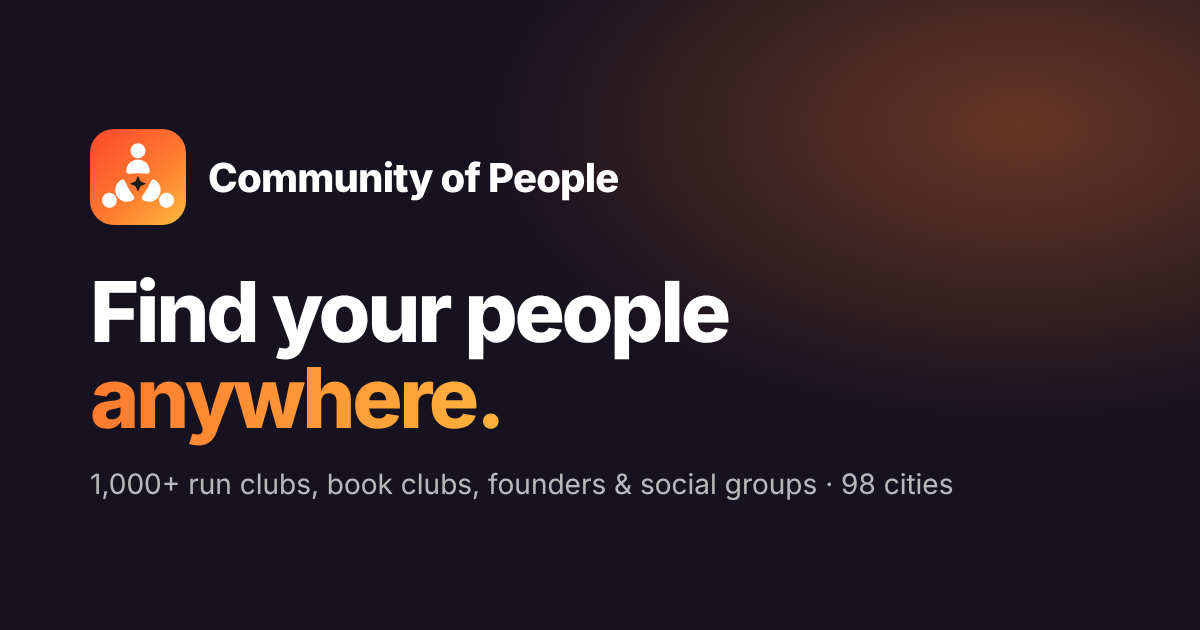 Community of People
Find your people
anywhere.
1,000+ run clubs, book clubs, founders & social groups · 98 cities